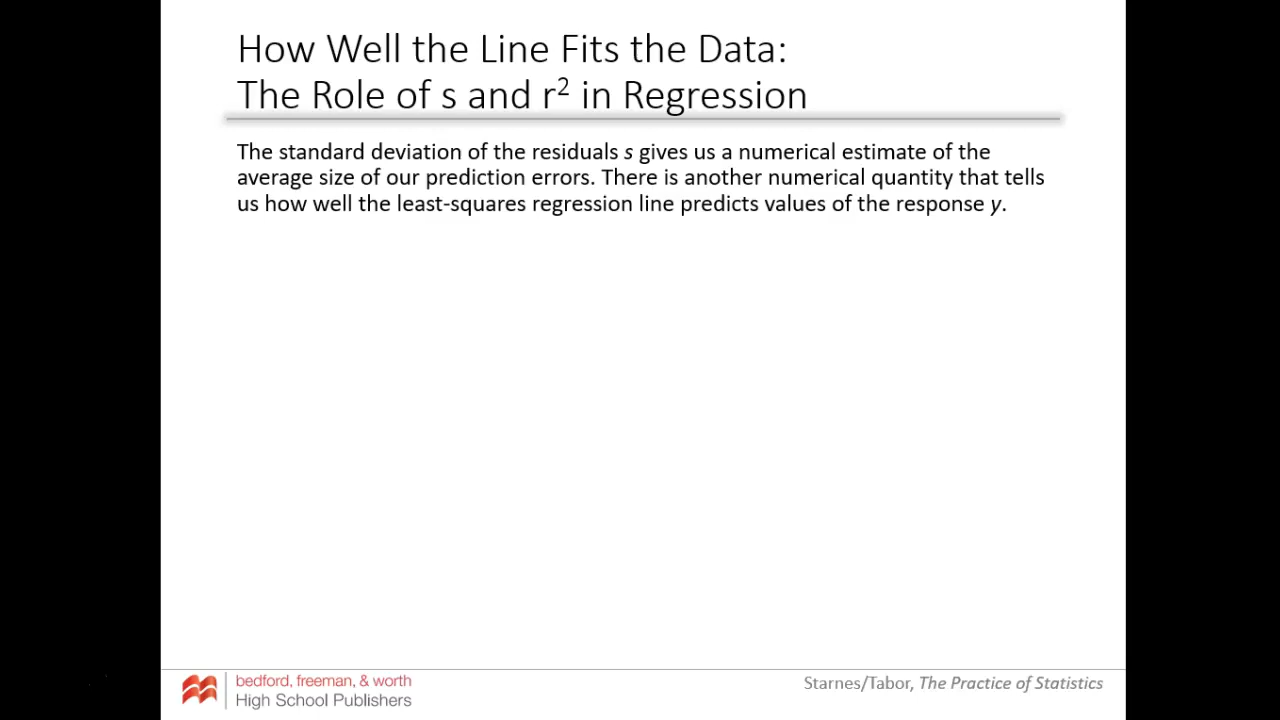 How Well the Line Fits the Data:
The Role of s and r² in Regression
The standard deviation of the residuals s gives us a numerical estimate of the
average size of our prediction errors. There is another numerical quantity that tells
us how well the least-squares regression line predicts values of the response y.
bedford, freeman, & worth
High School Publishers
Starnes/Tabor, The Practice of Statistics